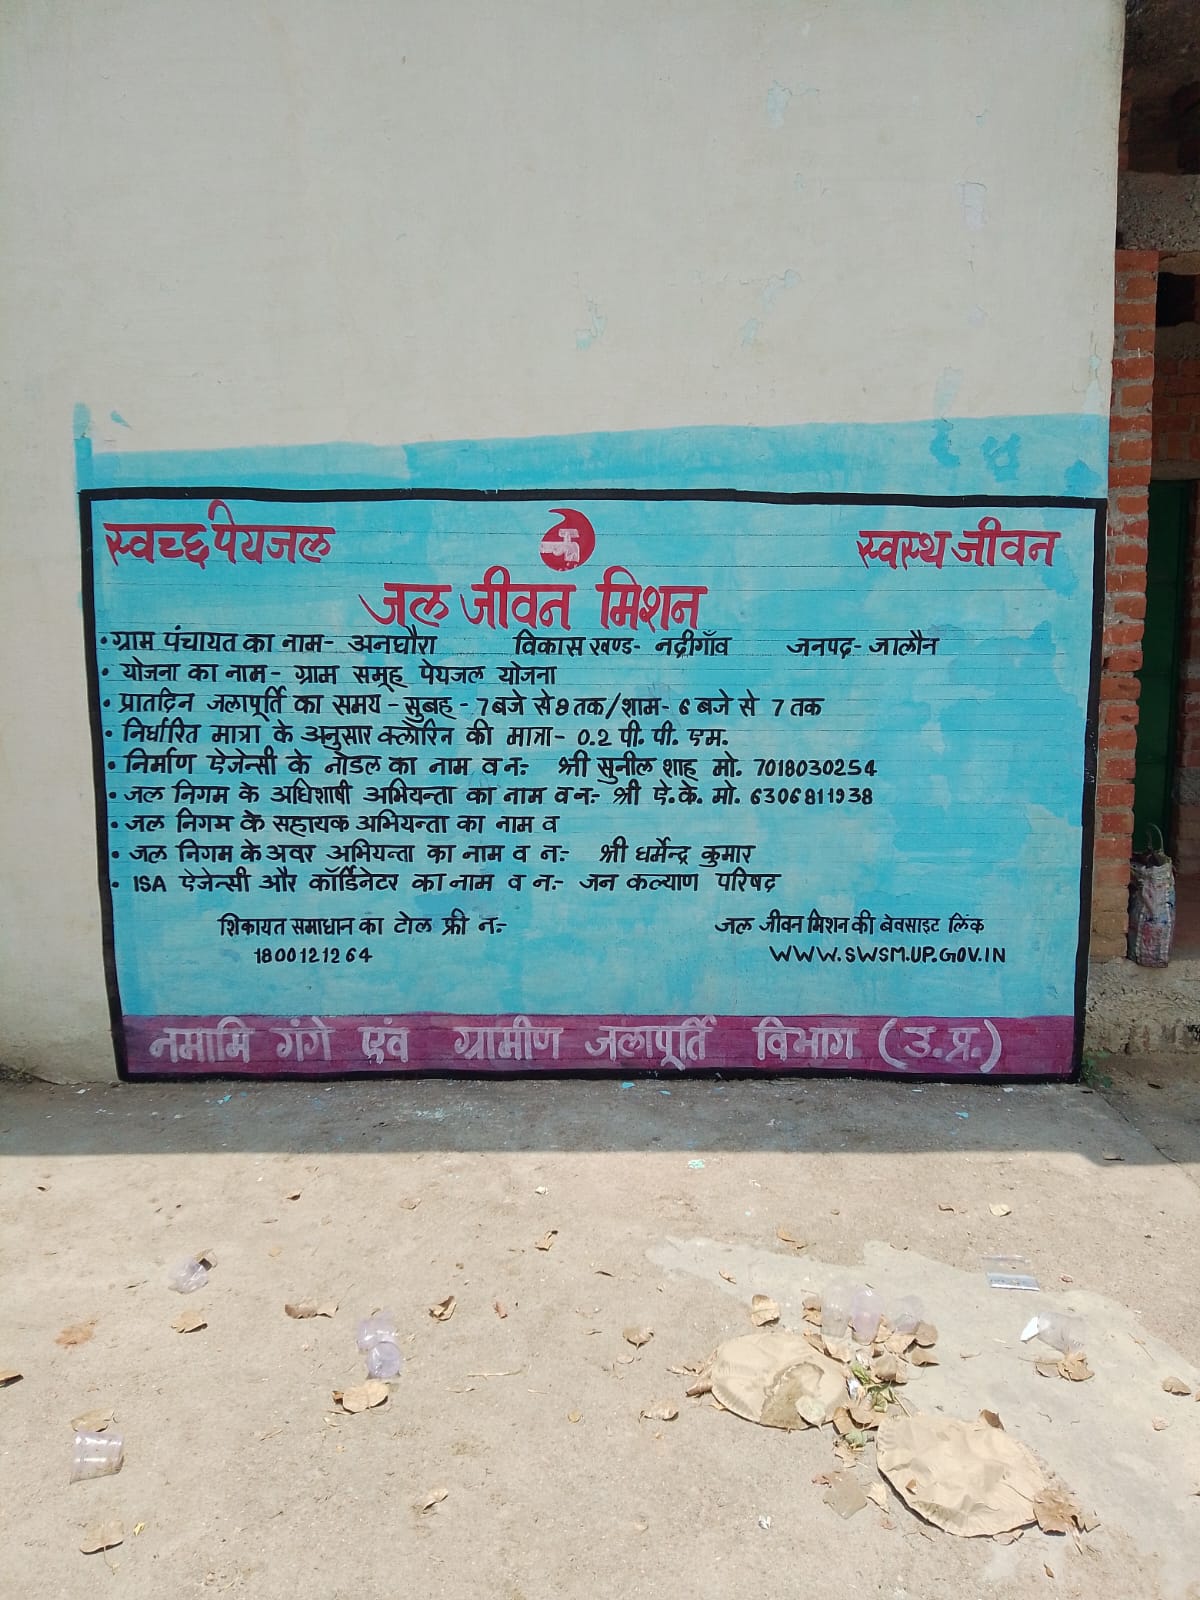 स्वच्छ पेयजल स्वस्थ जीवन
जल जीवन मिशन
• ग्राम पंचायत का नाम- अनघौरा विकास खण्ड- नद्रीगाँव जनपद- जालौन
• योजना का नाम- ग्राम समूह पेयजल योजना
• प्रातदिन जलापूर्ति का समय - सुबह - 7 बजे से 8 तक/शाम- 6 बजे से 7 तक
• निर्धारित मात्रा के अनुसार क्लोरिन की मात्रा- 0.2 पी. पी. एम.
• निर्माण ऐजेन्सी के नोडल का नाम व नः श्री सुनील शाह मो. 7018030254
• जल निगम के अधिशाषी अभियन्ता का नाम व नः- श्री ऐ. के. मो. 6306811938
• जल निगम के सहायक अभियन्ता का नाम व
• जल निगम के अवर अभियन्ता का नाम व नः- श्री धर्मेन्द्र कुमार
• ISA ऐजेन्सी और कॉर्डिनेटर का नाम व नः- जन कल्याण परिषद
शिकायत समाधान का टोल फ्री नः- जल जीवन मिशन की बेवसाइट लिंक
1800121264 WWW.SWSM.UP.GOV.IN
नमामि गंगे एंव ग्रामीण जलापूर्ति विभाग (उ.प्र.)